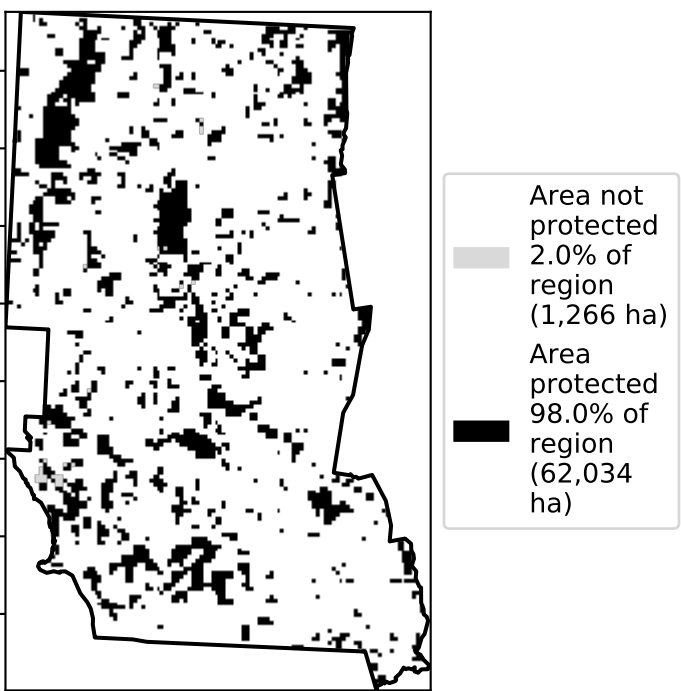 Area not
protected
2.0% of
region
(1,266 ha)
Area
protected
98.0% of
region
(62,034
ha)